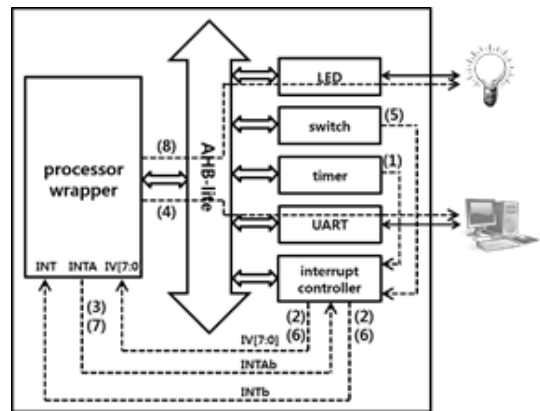 LED
switch
(5)
(8)
AHB-lite
processor
wrapper
timer
(1)
(4)
UART
INT INTA IV[7:0]
interrupt
controller
(3)
(7)
(2)
(6)
(2)
(6)
IV[7:0]
INTAb
INTb